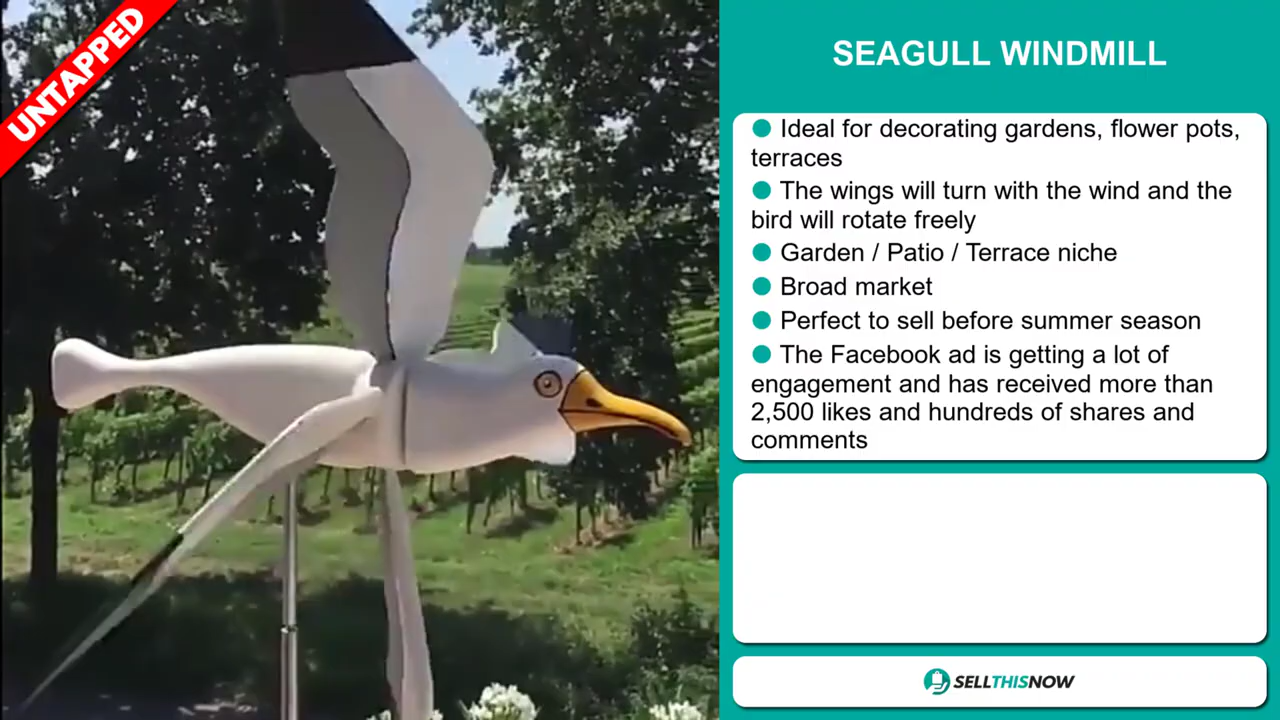 UNTAPPED
SEAGULL WINDMILL
● Ideal for decorating gardens, flower pots,
terraces
● The wings will turn with the wind and the
bird will rotate freely
● Garden / Patio / Terrace niche
● Broad market
● Perfect to sell before summer season
● The Facebook ad is getting a lot of
engagement and has received more than
2,500 likes and hundreds of shares and
comments
SELLTHISNOW